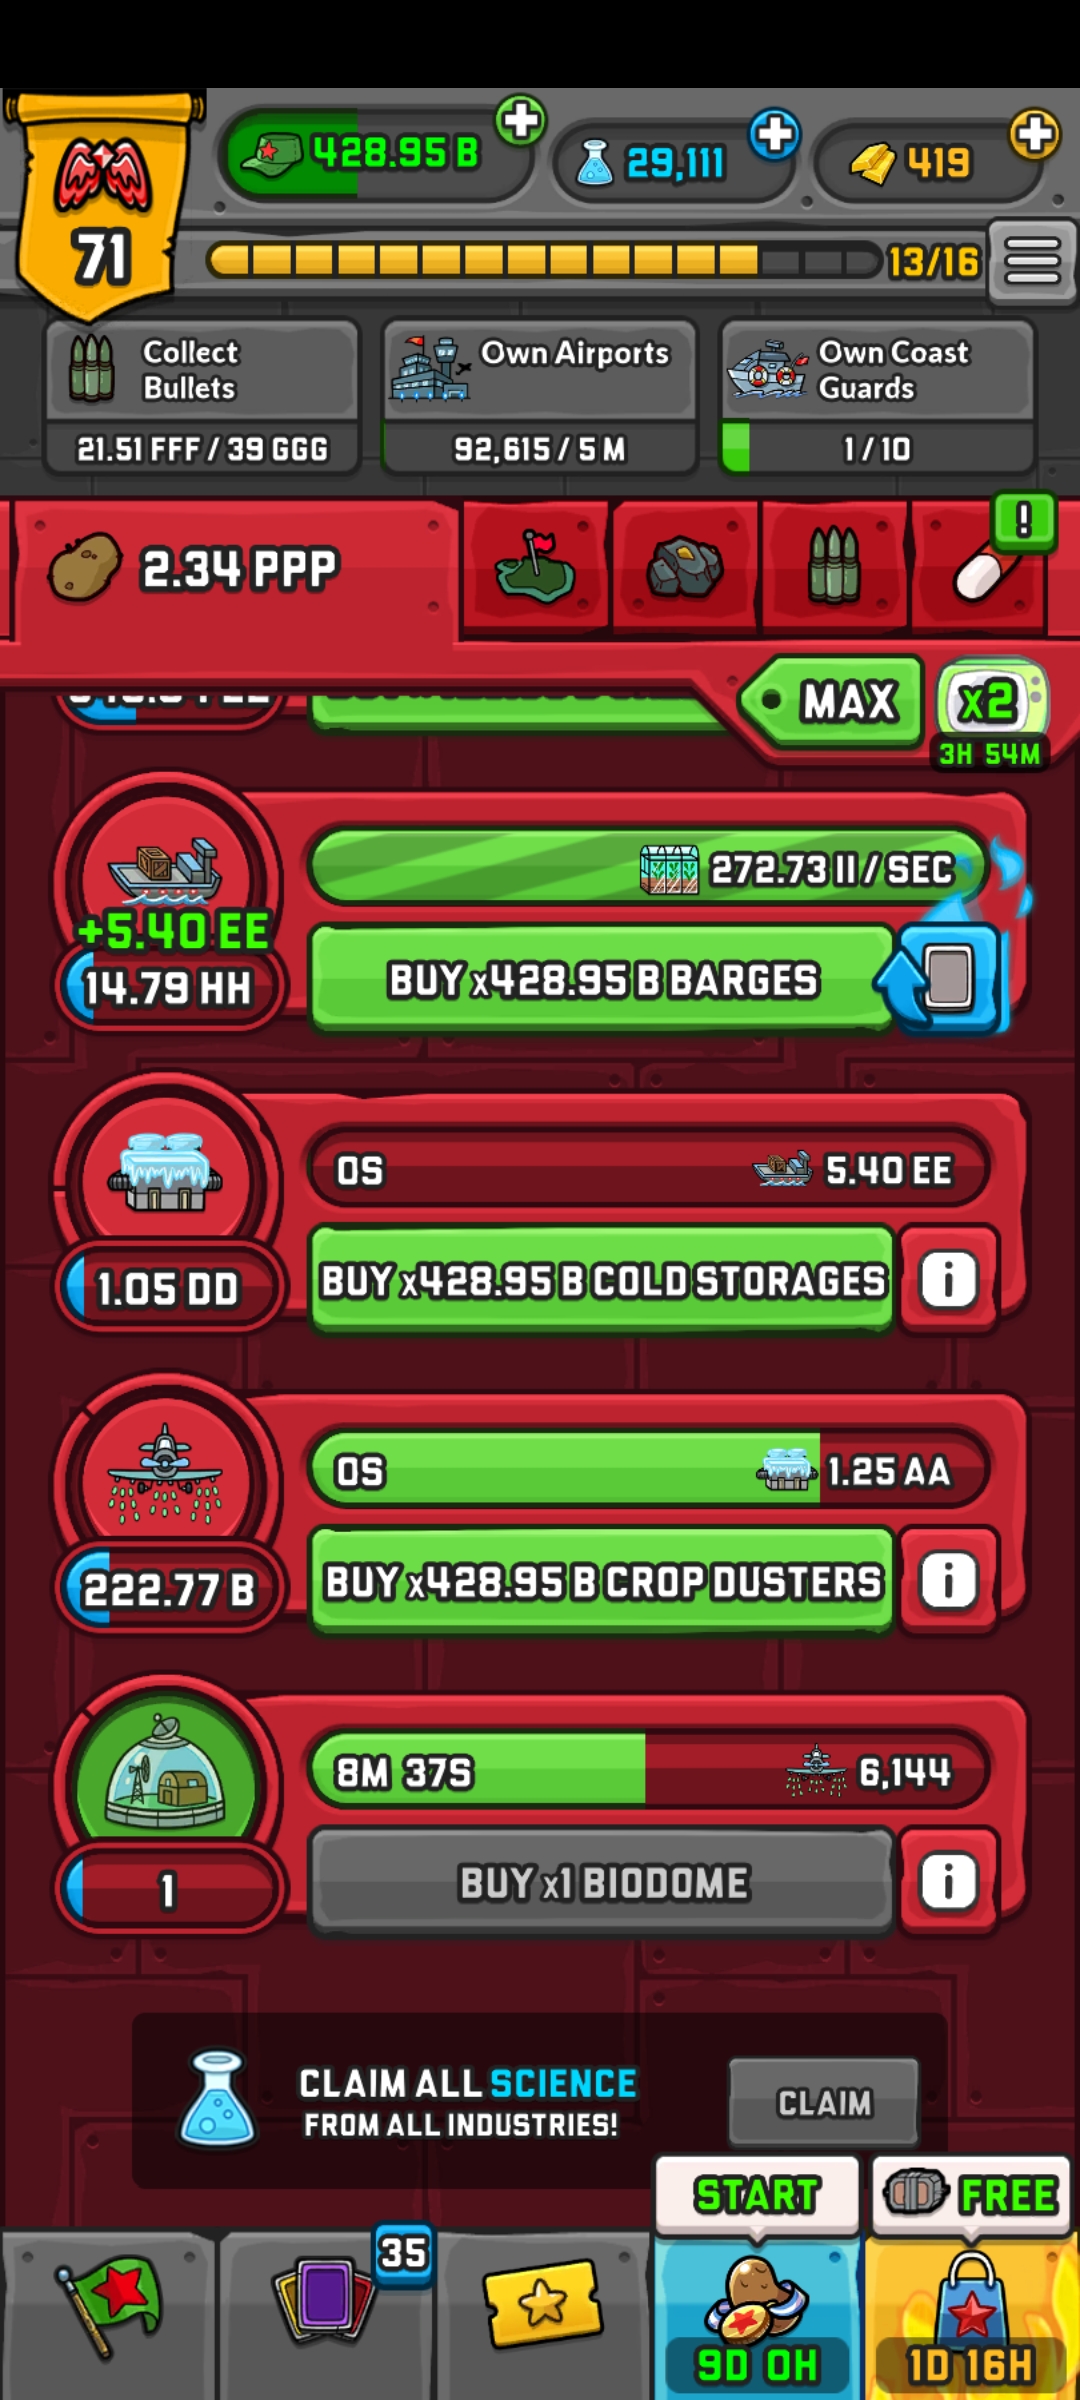 71
428.95 B
29,111
419
13/16
Collect
Bullets
21.51 FFF / 39 GGG
Own Airports
92,615 / 5 M
Own Coast
Guards
1 / 10
2.34 PPP
!
MAX
x2
3H 54M
272.73 II / SEC
+5.40 EE
14.79 HH
BUY x428.95 B BARGES
0S
5.40 EE
1.05 DD
BUY x428.95 B COLD STORAGES
i
0S
1.25 AA
222.77 B
BUY x428.95 B CROP DUSTERS
i
8M 37S
6,144
1
BUY x1 BIODOME
i
CLAIM ALL SCIENCE
FROM ALL INDUSTRIES!
CLAIM
START
FREE
35
9D 0H
1D 16H